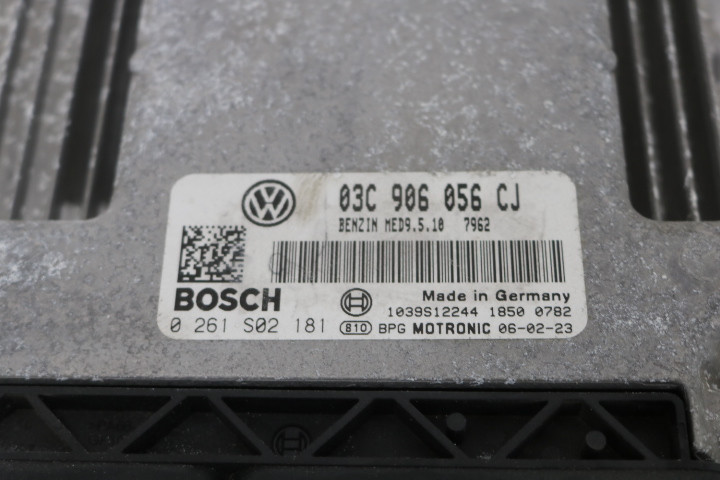 03C 906 056 CJ
BENZIN MED9.5.10 7962
BOSCH
Made in Germany
1039S12244 1850 0782
0 261 S02 181
810 BPG MOTRONIC 06-02-23